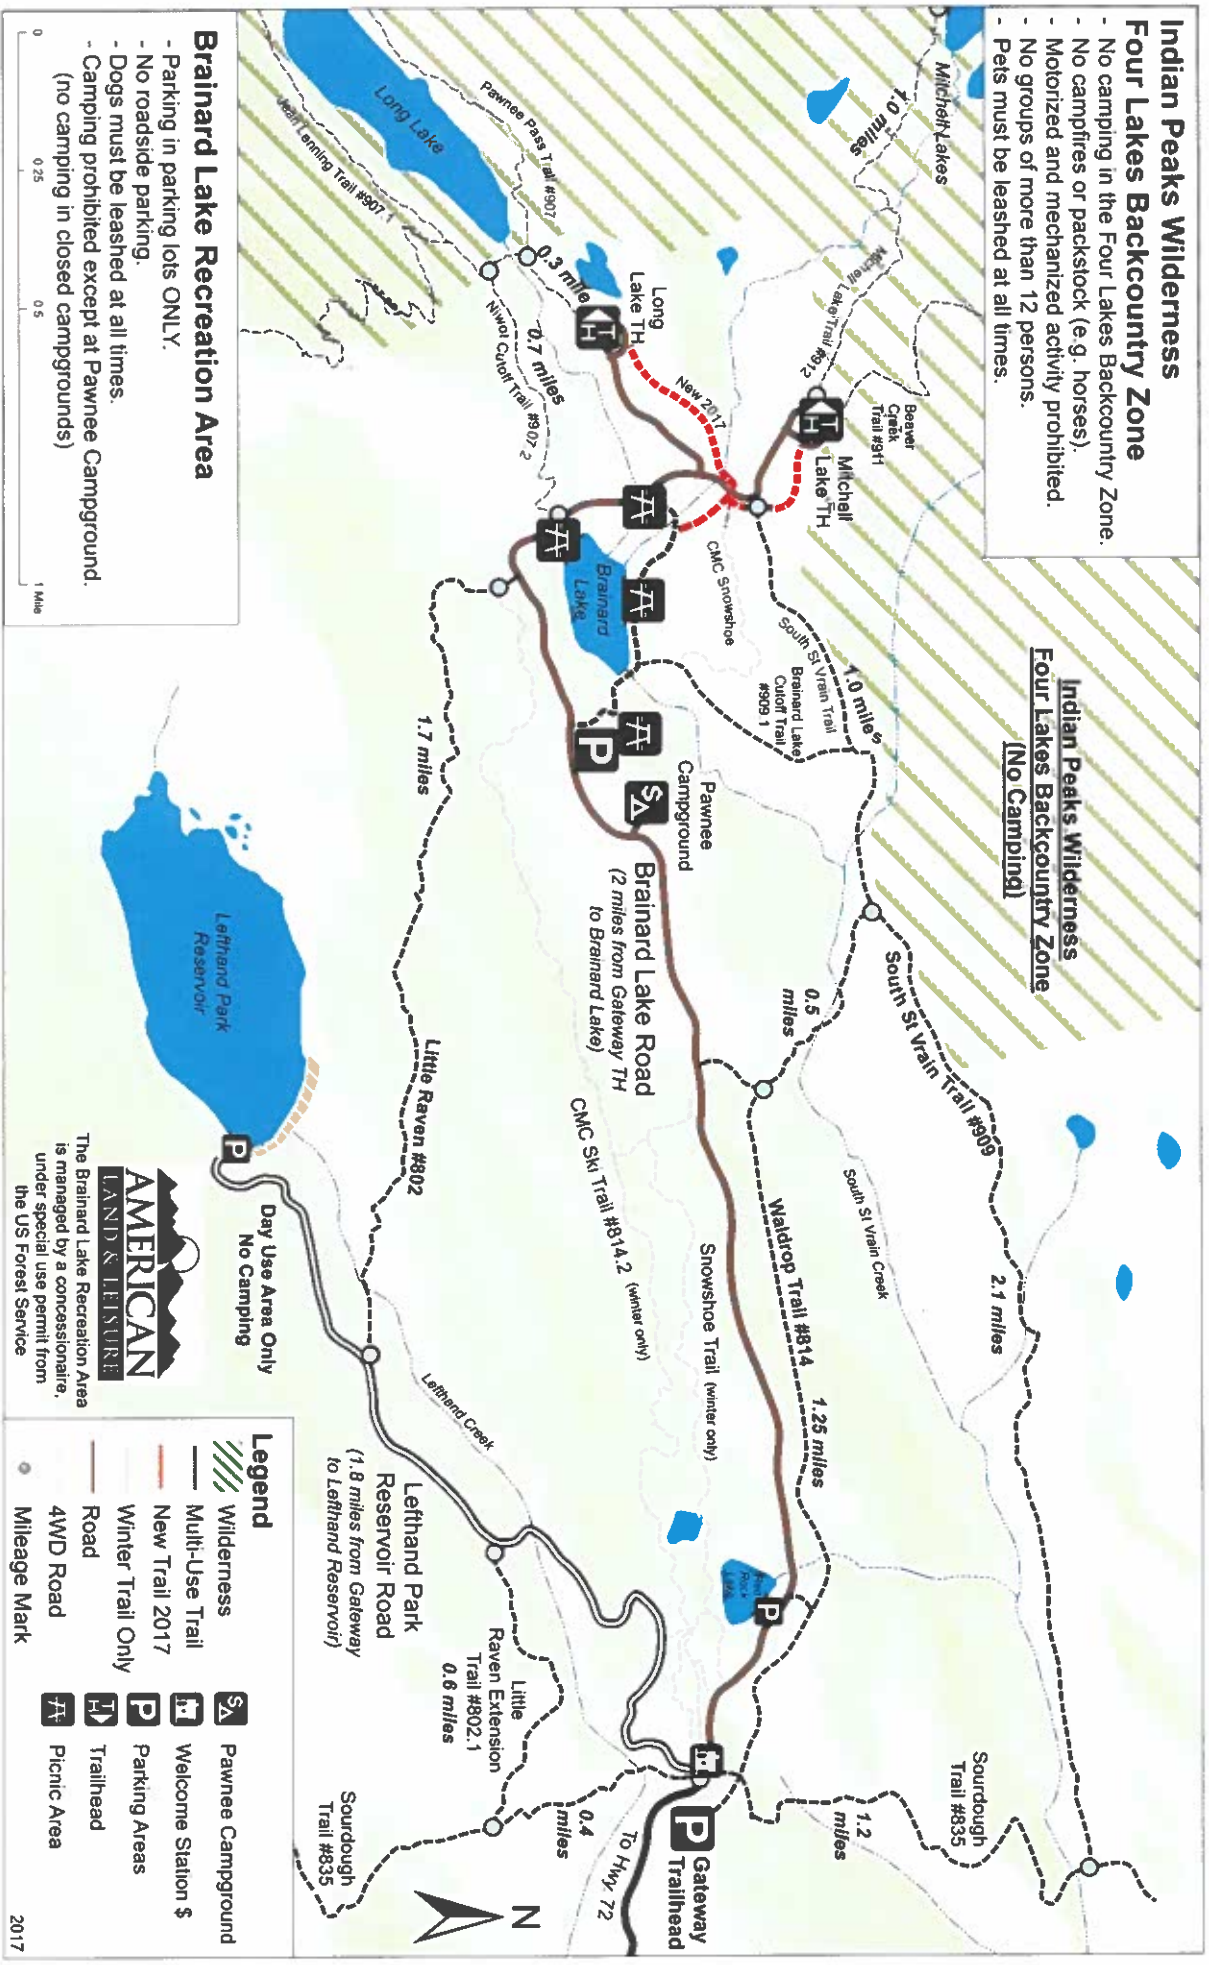 Indian Peaks Wilderness
Four Lakes Backcountry Zone
- No camping in the Four Lakes Backcountry Zone.
- No campfires or packstock (e.g. horses).
- Motorized and mechanized activity prohibited.
- No groups of more than 12 persons.
- Pets must be leashed at all times.
Indian Peaks Wilderness
Four Lakes Backcountry Zone
(No Camping)
Mitchell Lakes
1.0 miles
Mitchell Lake Trail #912
Beaver
Creek
Trail #911
Mitchell
Lake TH
TH
Long
Lake TH
TH
New 2017
Pawnee Pass Trail #907
Long Lake
Jean Lunning Trail #907.1
0.3 mile
0.7 miles
Niwot Cutoff Trail #907.2
CMC Snowshoe
South St Vrain Trail
1.0 miles
Brainard Lake
Cutoff Trail
#909.1
Brainard
Lake
P
Pawnee
Campground
$
Brainard Lake Road
(2 miles from Gateway TH
to Brainard Lake)
0.5
miles
South St Vrain Trail #909
2.1 miles
South St Vrain Creek
Waldrop Trail #814
1.25 miles
Snowshoe Trail (winter only)
CMC Ski Trail #814.2 (winter only)
Red
Rock
Lake
P
1.7 miles
Little Raven #802
Lefthand Park
Reservoir
P
Day Use Area Only
No Camping
Lefthand Creek
Lefthand Park
Reservoir Road
(1.8 miles from Gateway
to Lefthand Reservoir)
Little
Raven Extension
Trail #802.1
0.6 miles
0.4
miles
Sourdough
Trail #835
1.2
miles
Sourdough
Trail #835
P
Gateway
Trailhead
To Hwy 72
N
Brainard Lake Recreation Area
- Parking in parking lots ONLY.
- No roadside parking.
- Dogs must be leashed at all times.
- Camping prohibited except at Pawnee Campground.
(no camping in closed campgrounds)
0 0.25 0.5 1 Mile
AMERICAN
LAND & LEISURE
The Brainard Lake Recreation Area
is managed by a concessionaire,
under special use permit from
the US Forest Service
Legend
Wilderness
Multi-Use Trail
New Trail 2017
Winter Trail Only
Road
4WD Road
Mileage Mark
$ Pawnee Campground
Welcome Station $
P Parking Areas
TH Trailhead
Picnic Area
2017